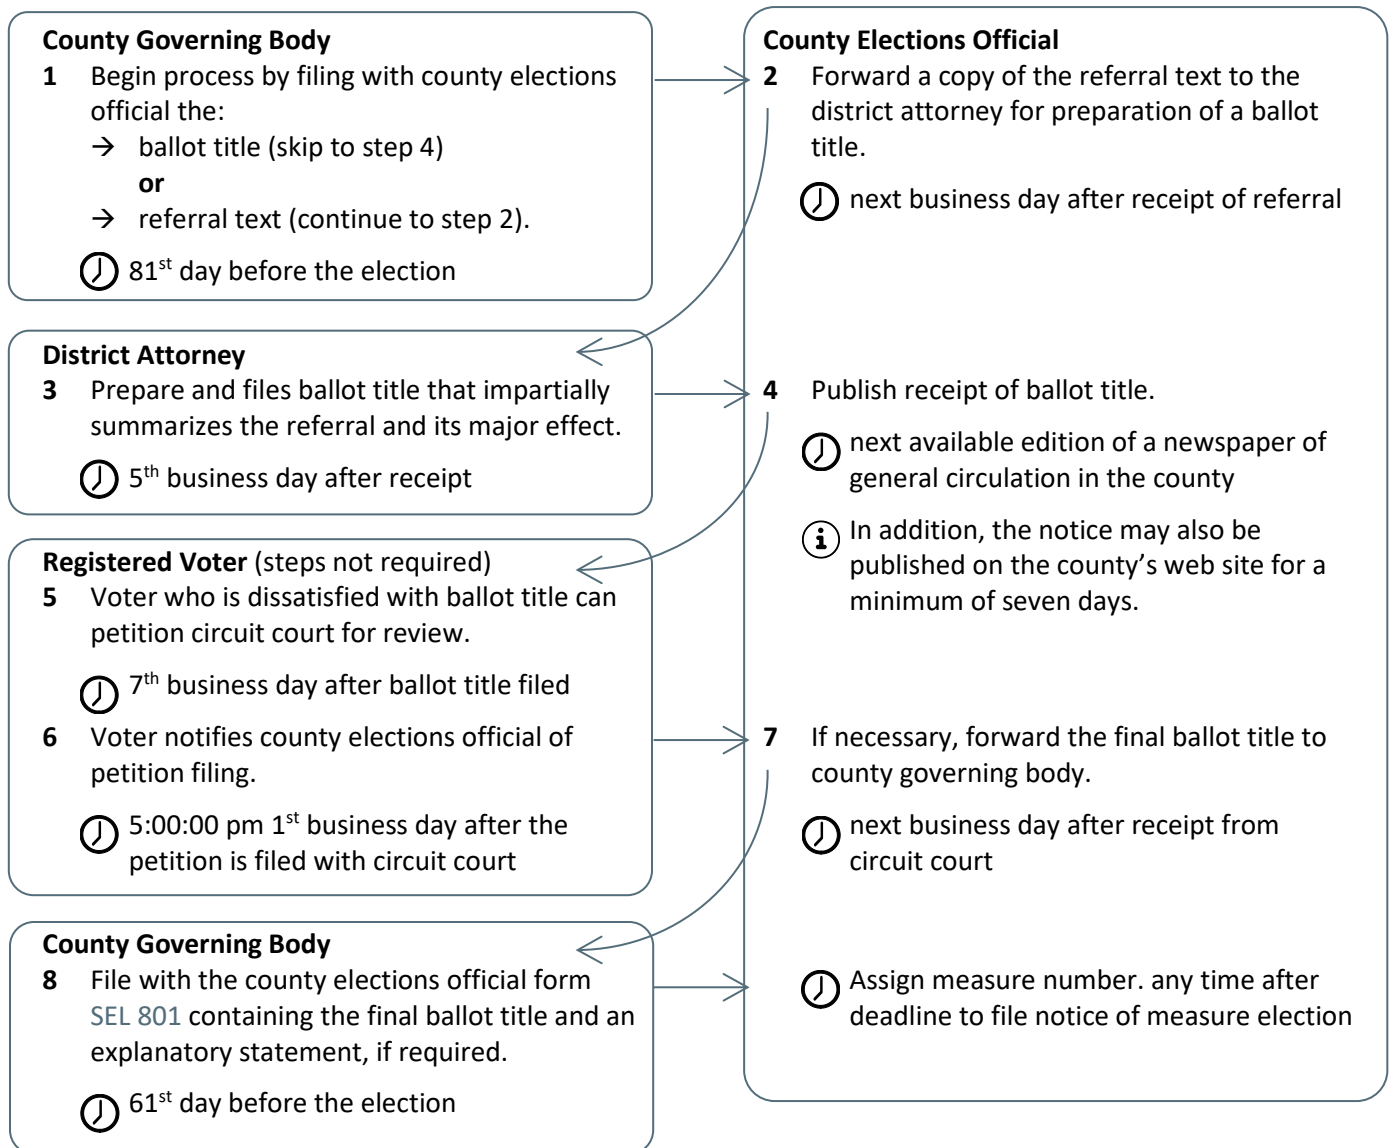 County Governing Body
1 Begin process by filing with county elections
official the:
→ ballot title (skip to step 4)
or
→ referral text (continue to step 2).
81st day before the election
County Elections Official
2 Forward a copy of the referral text to the
district attorney for preparation of a ballot
title.
next business day after receipt of referral
District Attorney
3 Prepare and files ballot title that impartially
summarizes the referral and its major effect.
5th business day after receipt
4 Publish receipt of ballot title.
next available edition of a newspaper of
general circulation in the county
In addition, the notice may also be
published on the county's web site for a
minimum of seven days.
Registered Voter (steps not required)
5 Voter who is dissatisfied with ballot title can
petition circuit court for review.
7th business day after ballot title filed
6 Voter notifies county elections official of
petition filing.
5:00:00 pm 1st business day after the
petition is filed with circuit court
7 If necessary, forward the final ballot title to
county governing body.
next business day after receipt from
circuit court
County Governing Body
8 File with the county elections official form
SEL 801 containing the final ballot title and an
explanatory statement, if required.
61st day before the election
Assign measure number. any time after
deadline to file notice of measure election